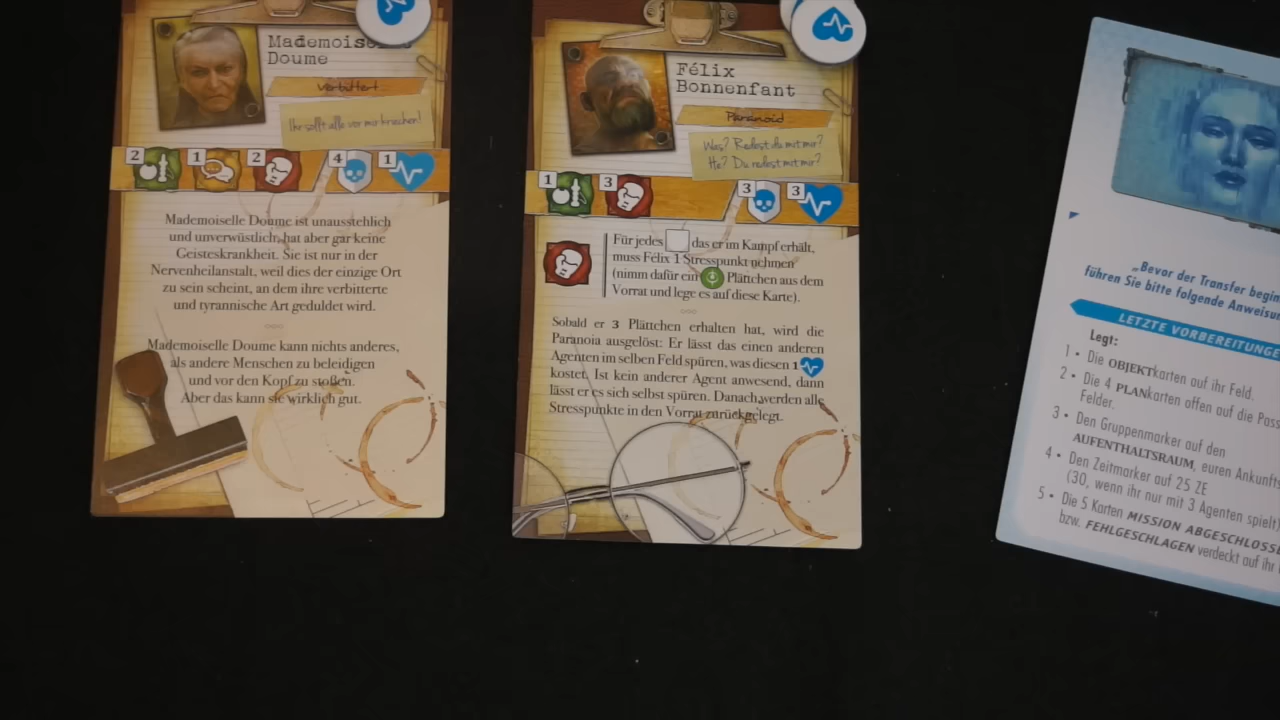 Mademoiselle
Doume
Verbittert
Ihr sollt alle vor mir kriechen!
2 1 2 4 1
Mademoiselle Doume ist unausstehlich
und unverwüstlich, hat aber gar keine
Geisteskrankheit. Sie ist nur in der
Nervenheilanstalt, weil dies der einzige Ort
zu sein scheint, an dem ihre verbitterte
und tyrannische Art geduldet wird.
Mademoiselle Doume kann nichts anderes,
als andere Menschen zu beleidigen
und vor den Kopf zu stoßen.
Aber das kann sie wirklich gut.
Félix
Bonnenfant
Paranoid
Was? Redest du mit mir?
He? Du redest mit mir?
1 3 3 3
Für jedes das er im Kampf erhält,
muss Félix 1 Stresspunkt nehmen
(nimm dafür ein Plättchen aus dem
Vorrat und lege es auf diese Karte).
Sobald er 3 Plättchen erhalten hat, wird die
Paranoia ausgelöst: Er lässt das einen anderen
Agenten im selben Feld spüren, was diesen 1
kostet. Ist kein anderer Agent anwesend, dann
lässt er es sich selbst spüren. Danach werden alle
Stresspunkte in den Vorrat zurückgelegt.
„Bevor der Transfer begin
führen Sie bitte folgende Anweisu
LETZTE VORBEREITUNGE
Legt:
1 • Die OBJEKTkarten auf ihr Feld.
2 • Die 4 PLANkarten offen auf die Pass
Felder.
3 • Den Gruppenmarker auf den
AUFENTHALTSRAUM, euren Ankunfts
4 • Den Zeitmarker auf 25 ZE
(30, wenn ihr nur mit 3 Agenten spielt)
5 • Die 5 Karten MISSION ABGESCHLOSSE
bzw. FEHLGESCHLAGEN verdeckt auf ihr